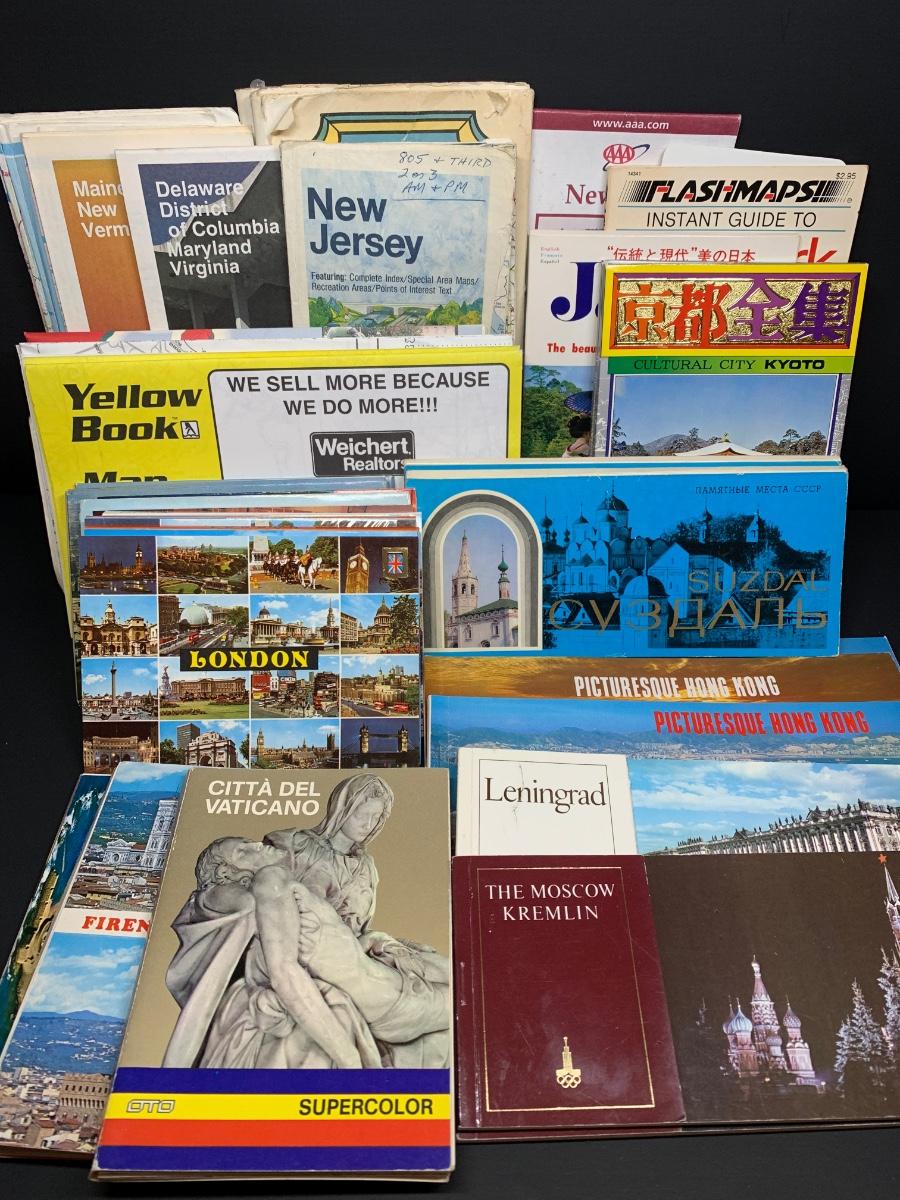 Maine
New
Verm
Delaware
District
of Columbia
Maryland
Virginia
805 + THIRD
2 on 3
AM + PM
New
Jersey
Featuring: Complete Index/Special Area Maps/
Recreation Areas/Points of Interest Text
www.aaa.com
AAA
New
14341
$2.95
FLASHMAPS!
INSTANT GUIDE TO
rk
English
Français
Español
“伝統と現代”美の日本
J
The beau
京都全集
CULTURAL CITY KYOTO
Yellow
Book
Map
WE SELL MORE BECAUSE
WE DO MORE!!!
Weichert,
Realtors
LONDON
ПАМЯТНЫЕ МЕСТА СССР
SUZDAL
СУЗДАЛЬ
PICTURESQUE HONG KONG
PICTURESQUE HONG KONG
Leningrad
THE MOSCOW
KREMLIN
FIREN
CITTÀ DEL
VATICANO
OTO
SUPERCOLOR